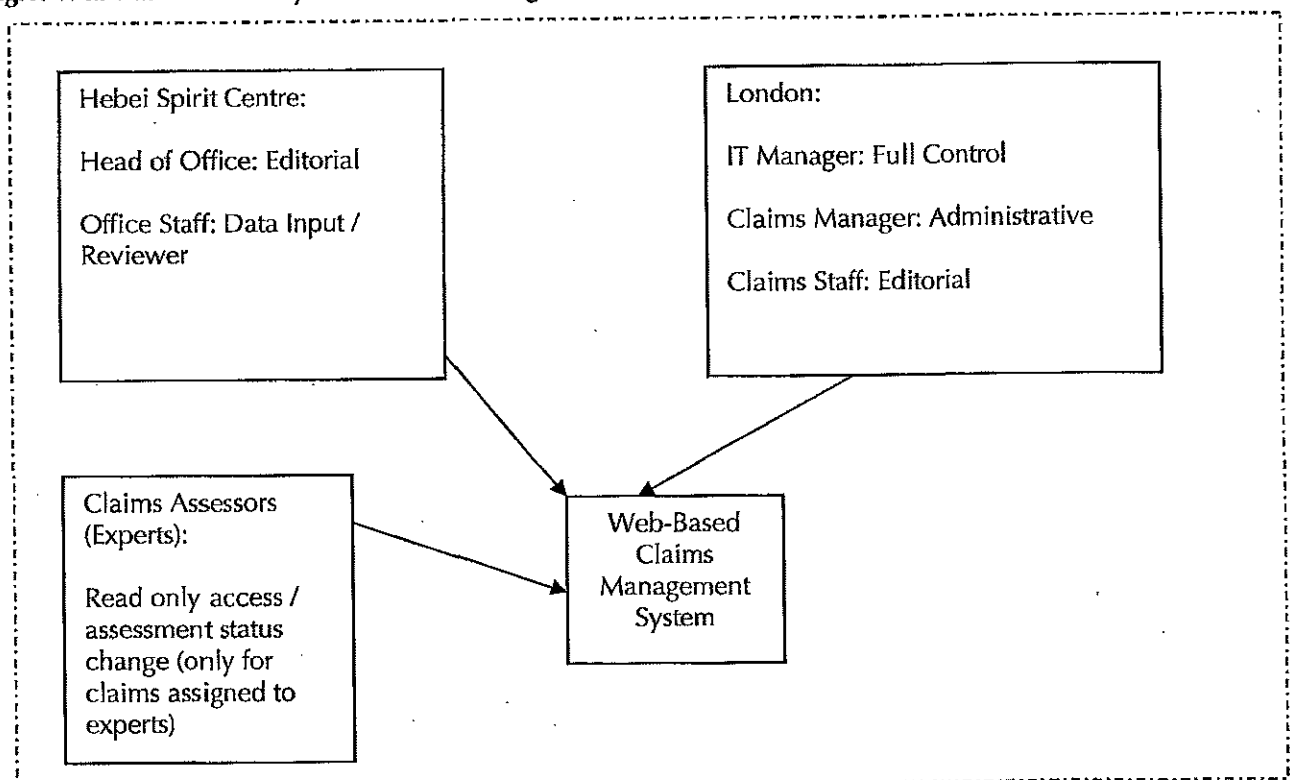 Hebei Spirit Centre:
Head of Office: Editorial
Office Staff: Data Input /
Reviewer
London:
IT Manager: Full Control
Claims Manager: Administrative
Claims Staff: Editorial
Claims Assessors
(Experts):
Read only access /
assessment status
change (only for
claims assigned to
experts)
Web-Based
Claims
Management
System